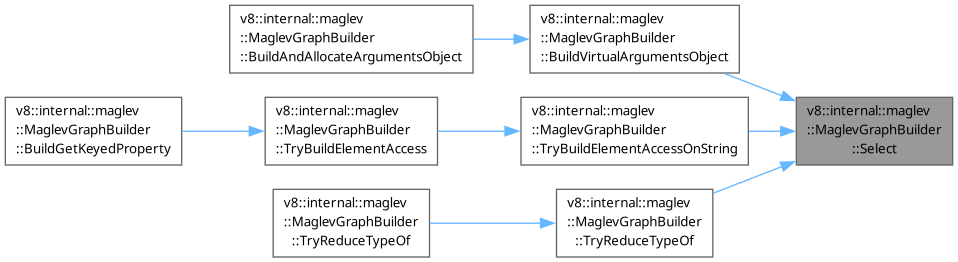 v8::internal::maglev
::MaglevGraphBuilder
::BuildAndAllocateArgumentsObject
v8::internal::maglev
::MaglevGraphBuilder
::BuildVirtualArgumentsObject
v8::internal::maglev
::MaglevGraphBuilder
::BuildGetKeyedProperty
v8::internal::maglev
::MaglevGraphBuilder
::TryBuildElementAccess
v8::internal::maglev
::MaglevGraphBuilder
::TryBuildElementAccessOnString
v8::internal::maglev
::MaglevGraphBuilder
::Select
v8::internal::maglev
::MaglevGraphBuilder
::TryReduceTypeOf
v8::internal::maglev
::MaglevGraphBuilder
::TryReduceTypeOf